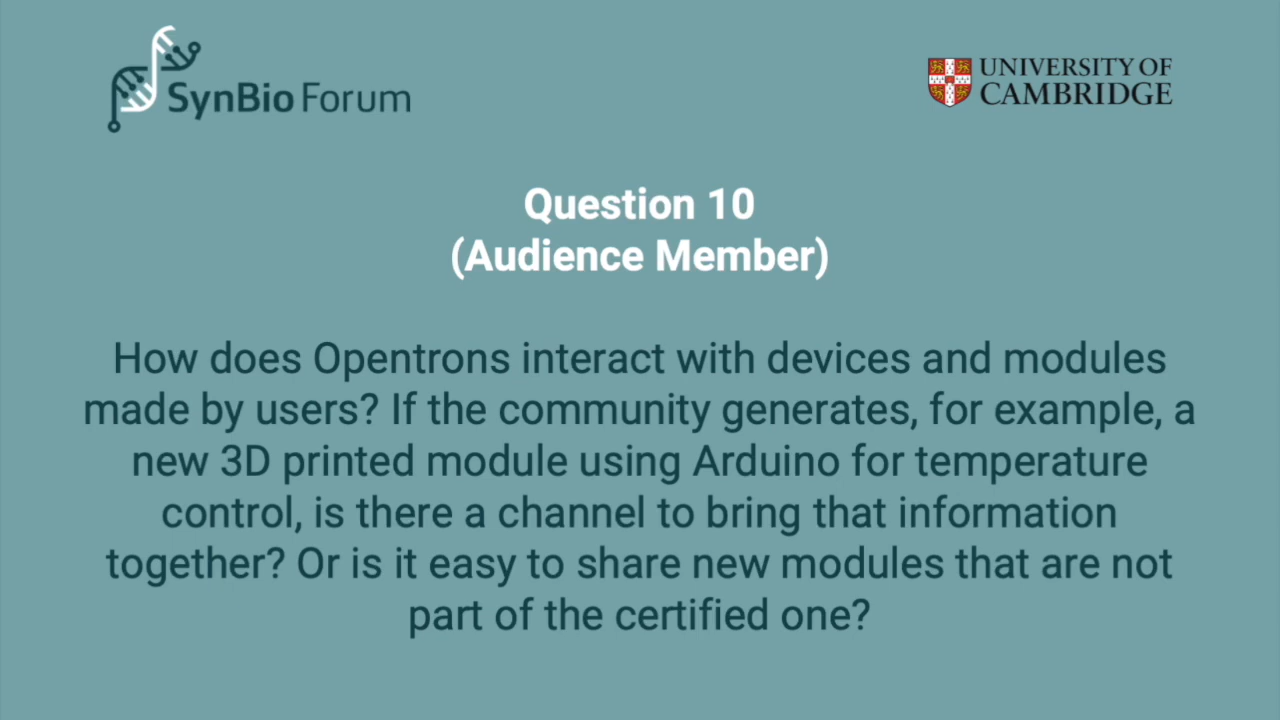 SynBio Forum
UNIVERSITY OF
CAMBRIDGE
Question 10
(Audience Member)
How does Opentrons interact with devices and modules
made by users? If the community generates, for example, a
new 3D printed module using Arduino for temperature
control, is there a channel to bring that information
together? Or is it easy to share new modules that are not
part of the certified one?